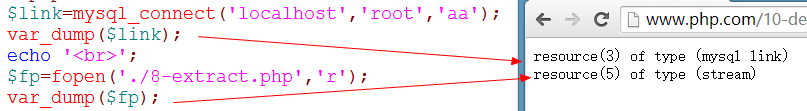 $link=mysql_connect('localhost','root','aa');
var_dump($link);
echo '<br>';
$fp=fopen('./8-extract.php','r');
var_dump($fp);
www.php.com/10-de
resource(3) of type (mysql link)
resource(5) of type (stream)